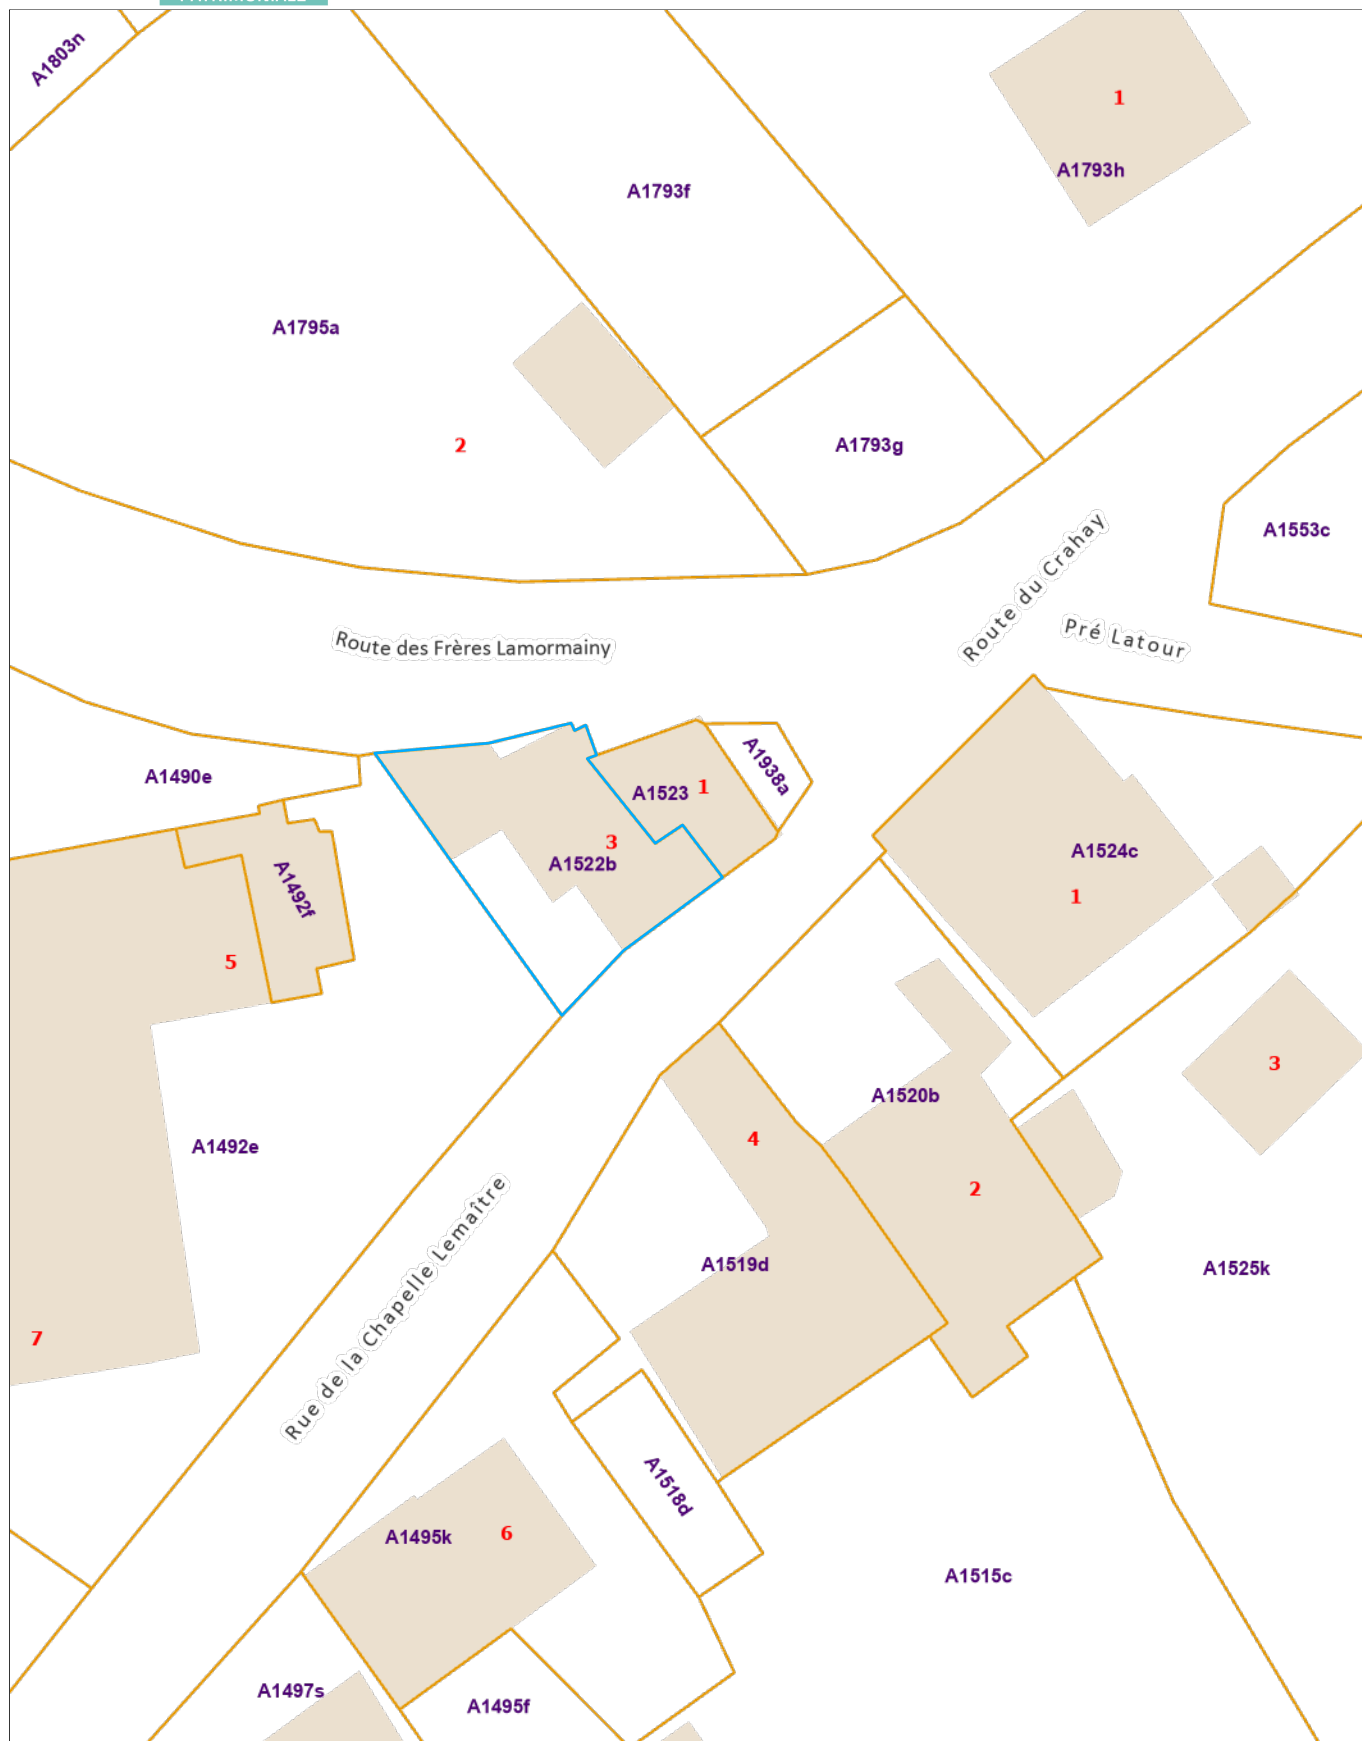 A1803n
1
A1793h
A1793f
A1795a
2
A1793g
A1553c
Route du Crahay
Pré Latour
Route des Frères Lamormainy
A1490e
A1938a
A1523
1
3
A1522b
A1524c
1
A1492f
5
3
A1520b
4
A1492e
2
A1519d
A1525k
Rue de la Chapelle Lemaître
7
A1518d
A1495k
6
A1515c
A1497s
A1495f